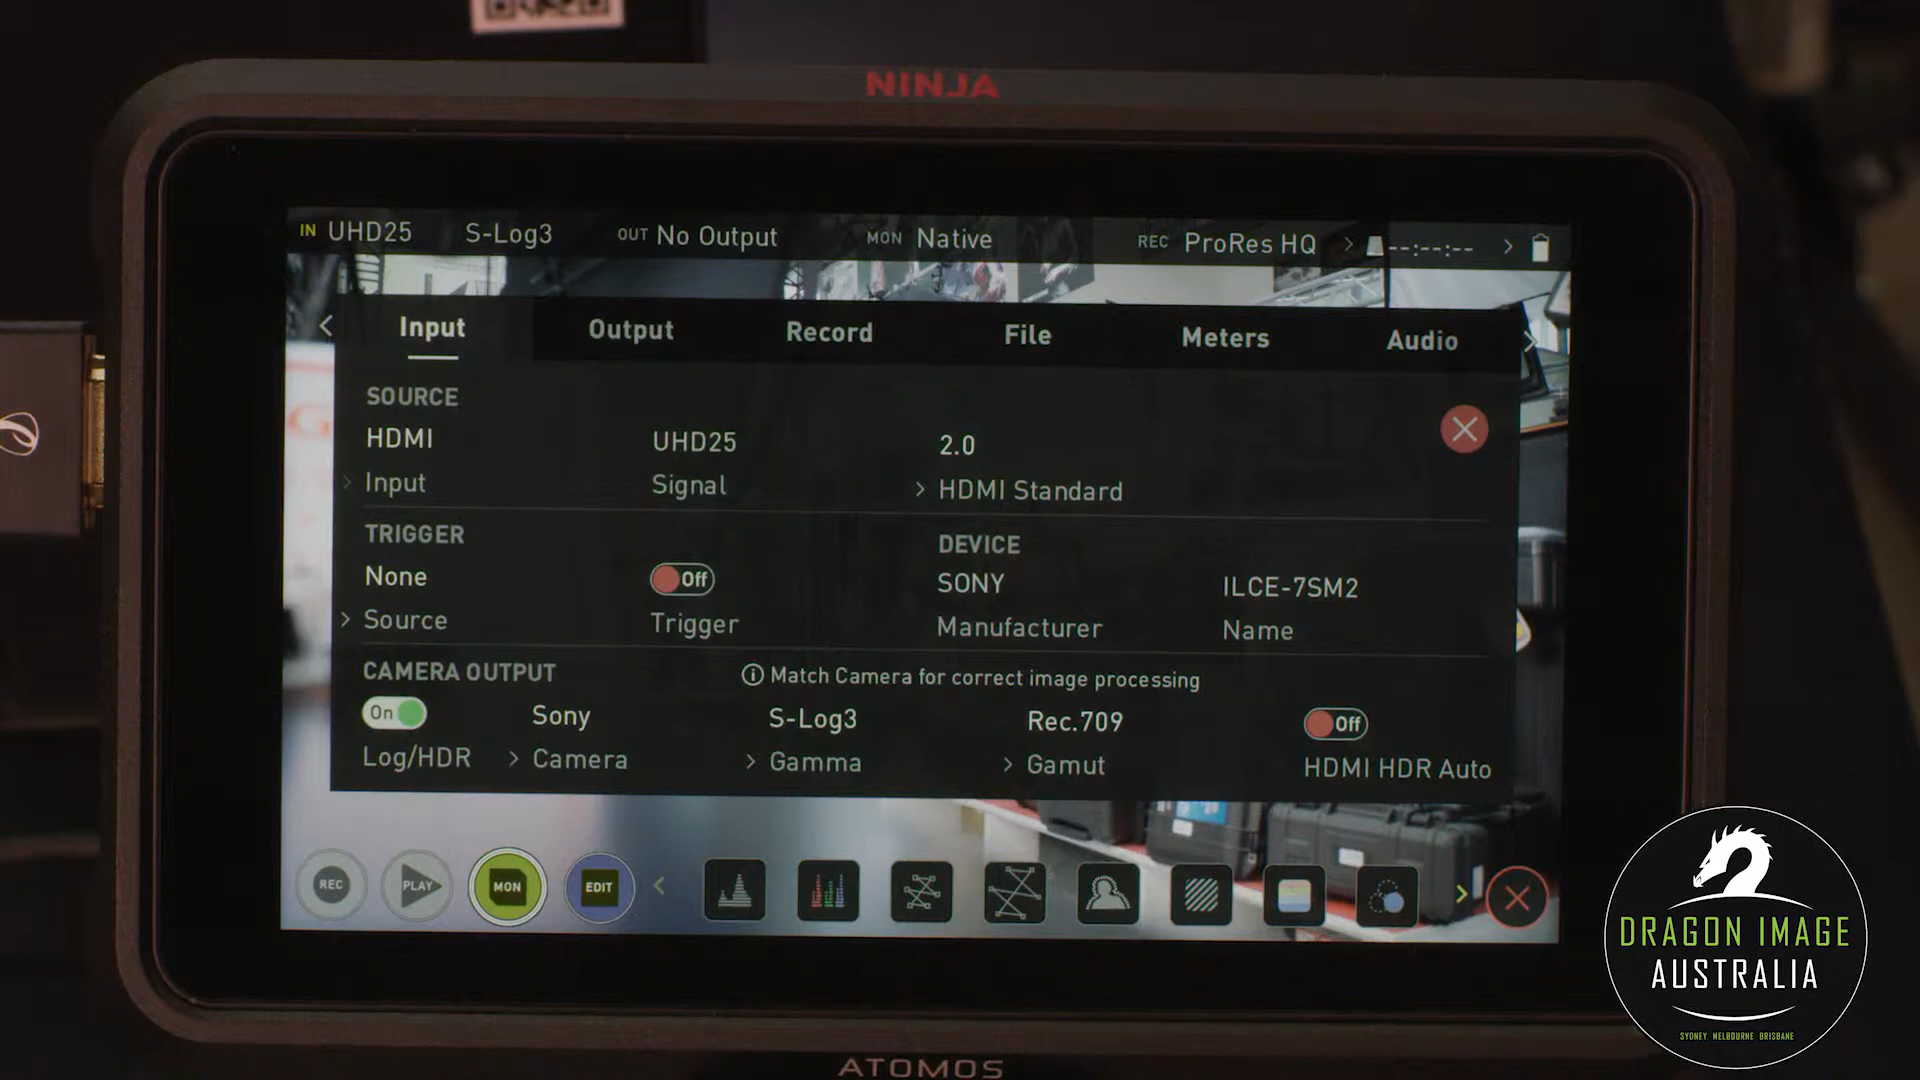 NINJA
IN UHD25 S-Log3 OUT No Output MON Native REC ProRes HQ > --:--:-- >
< Input Output Record File Meters Audio >
SOURCE
HDMI UHD25 2.0
> Input Signal > HDMI Standard
TRIGGER DEVICE
None Off SONY ILCE-7SM2
> Source Trigger Manufacturer Name
CAMERA OUTPUT Match Camera for correct image processing
On Sony S-Log3 Rec.709 Off
Log/HDR > Camera > Gamma > Gamut HDMI HDR Auto
REC PLAY MON EDIT
ATOMOS
DRAGON IMAGE
AUSTRALIA
SYDNEY MELBOURNE BRISBANE